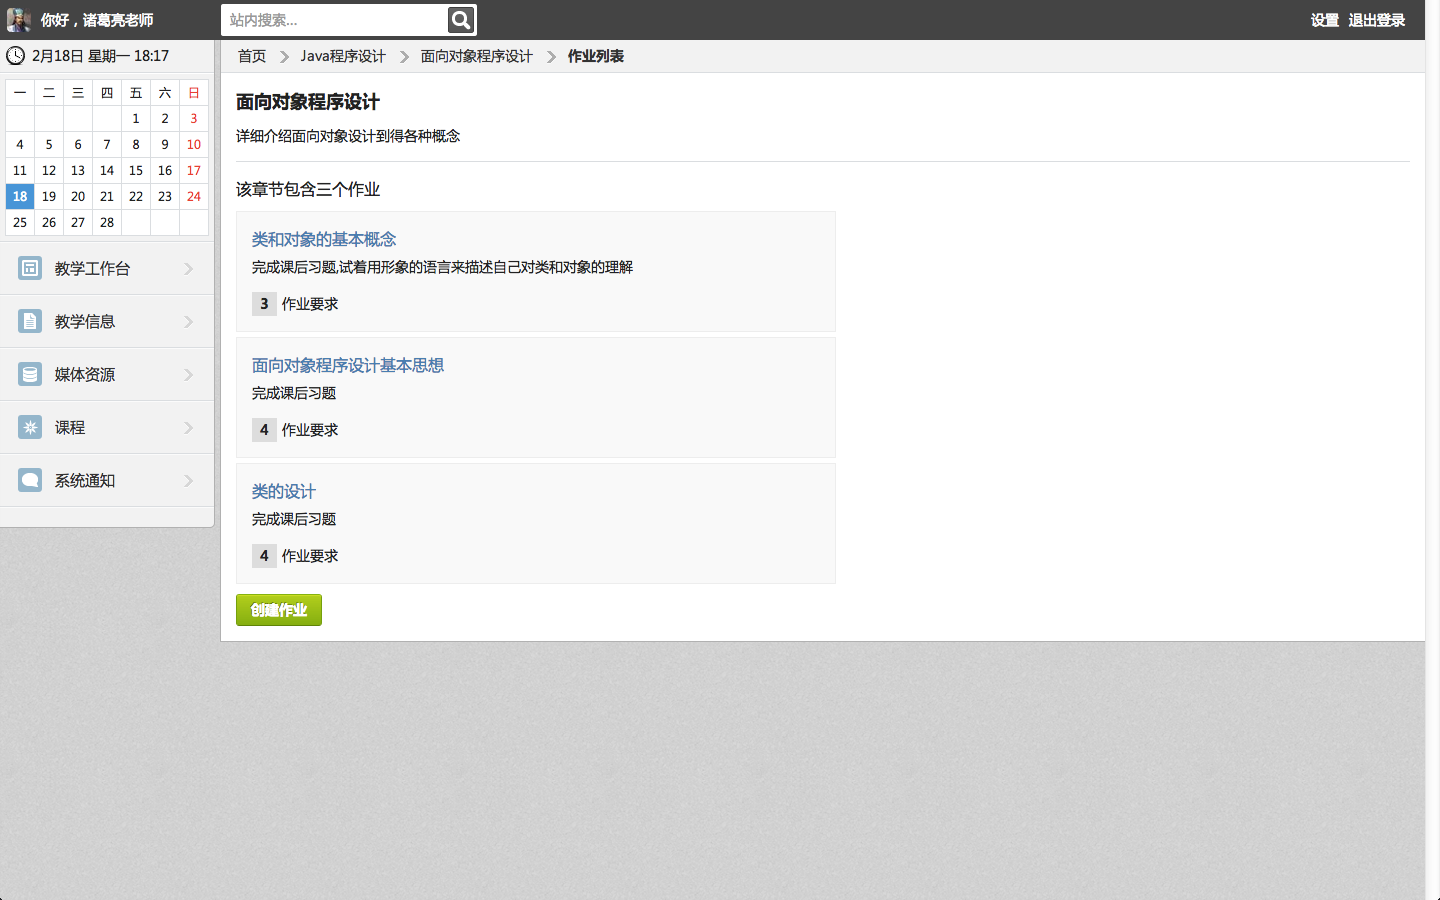 你好，诸葛亮老师
站内搜索...
设置 退出登录
2月18日 星期一 18:17
首页 Java程序设计 面向对象程序设计 作业列表
一 二 三 四 五 六 日
1 2 3
4 5 6 7 8 9 10
11 12 13 14 15 16 17
18 19 20 21 22 23 24
25 26 27 28
教学工作台
教学信息
媒体资源
课程
系统通知
面向对象程序设计
详细介绍面向对象设计到得各种概念
该章节包含三个作业
类和对象的基本概念
完成课后习题,试着用形象的语言来描述自己对类和对象的理解
3 作业要求
面向对象程序设计基本思想
完成课后习题
4 作业要求
类的设计
完成课后习题
4 作业要求
创建作业